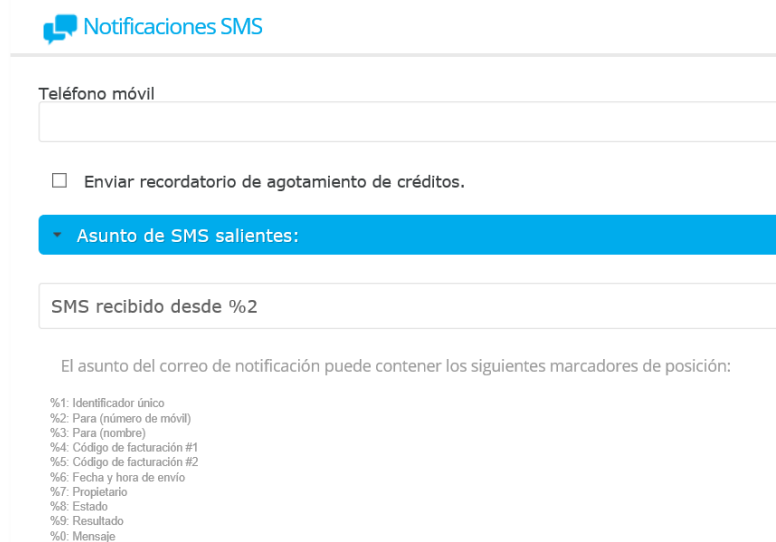 Notificaciones SMS
Teléfono móvil
Enviar recordatorio de agotamiento de créditos.
Asunto de SMS salientes:
SMS recibido desde %2
El asunto del correo de notificación puede contener los siguientes marcadores de posición:
%1: Identificador único
%2: Para (número de móvil)
%3: Para (nombre)
%4: Código de facturación #1
%5: Código de facturación #2
%6: Fecha y hora de envío
%7: Propietario
%8: Estado
%9: Resultado
%0: Mensaje